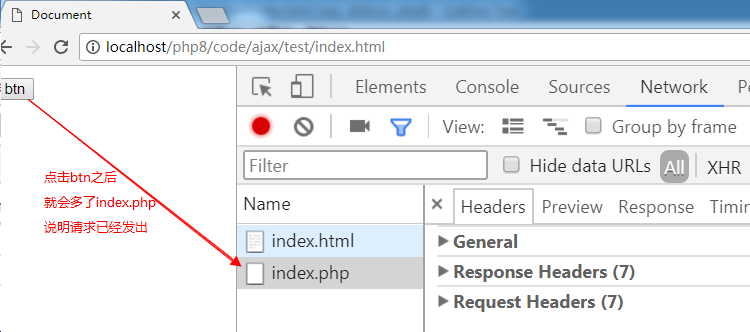 Document
localhost/php8/code/ajax/test/index.html
btn
点击btn之后
就会多了index.php
说明请求已经发出
Elements Console Sources Network
View: Group by frame
Filter Hide data URLs All XHR
Name Headers Preview Response
index.html
index.php
General
Response Headers (7)
Request Headers (7)